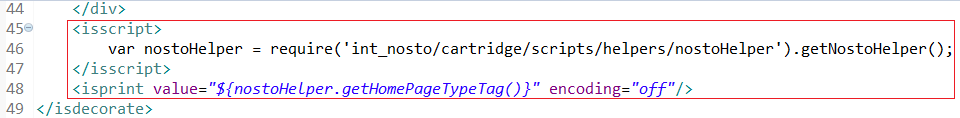 44 </div>
45 <isscript>
46 var nostoHelper = require('int_nosto/cartridge/scripts/helpers/nostoHelper').getNostoHelper();
47 </isscript>
48 <isprint value="${nostoHelper.getHomePageTypeTag()}" encoding="off"/>
49 </isdecorate>